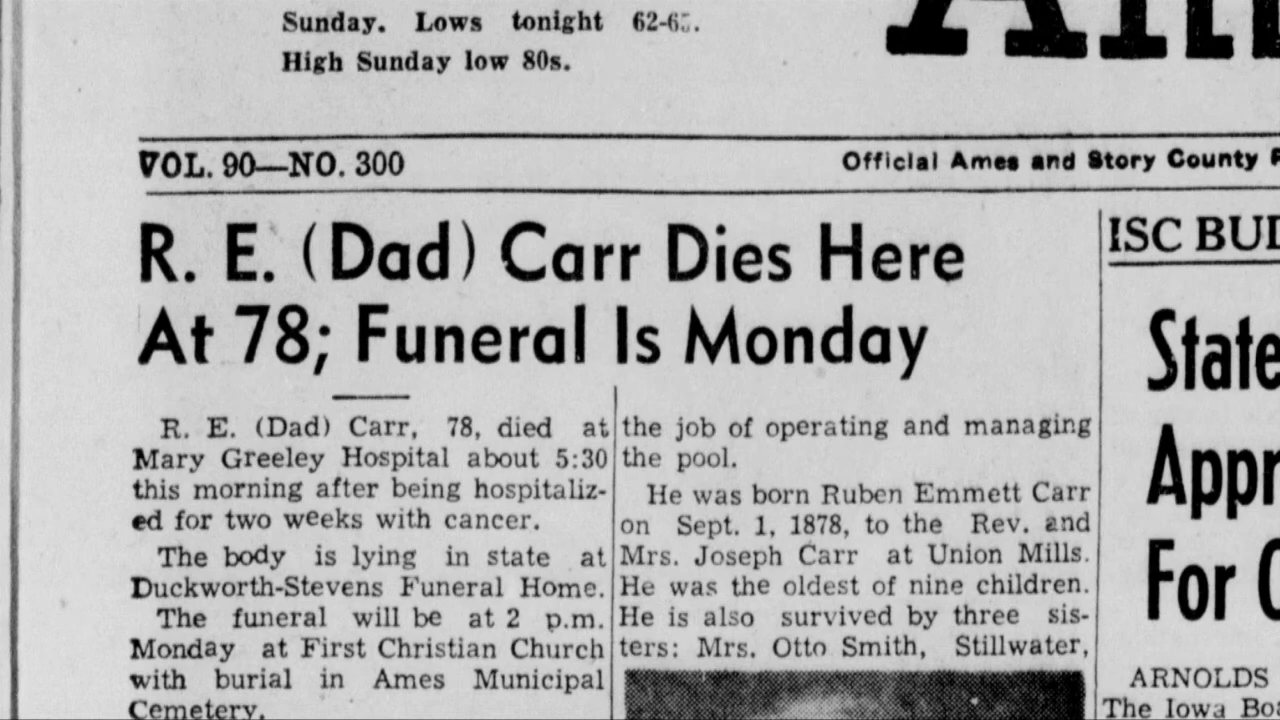 Sunday. Lows tonight
High Sunday low 80s.
VOL. 90—NO. 300
Official Ames and Story County
R. E. (Dad) Carr Dies Here
At 78; Funeral Is Monday
R. E. (Dad) Carr, 78, died at
Mary Greeley Hospital about 5:30
this morning after being hospitaliz-
ed for two weeks with cancer.
The body is lying in state at
Duckworth-Stevens Funeral Home.
The funeral will be at 2 p.m.
Monday at First Christian Church
with burial in Ames Municipal
Cemetery.
the job of operating and managing
the pool.
He was born Ruben Emmett Carr
on Sept. 1, 1878, to the Rev. and
Mrs. Joseph Carr at Union Mills.
He was the oldest of nine children.
He is also survived by three sis-
ters: Mrs. Otto Smith, Stillwater,
ISC BUD
State
Appr
For
ARNOLDS
The Iowa Boa